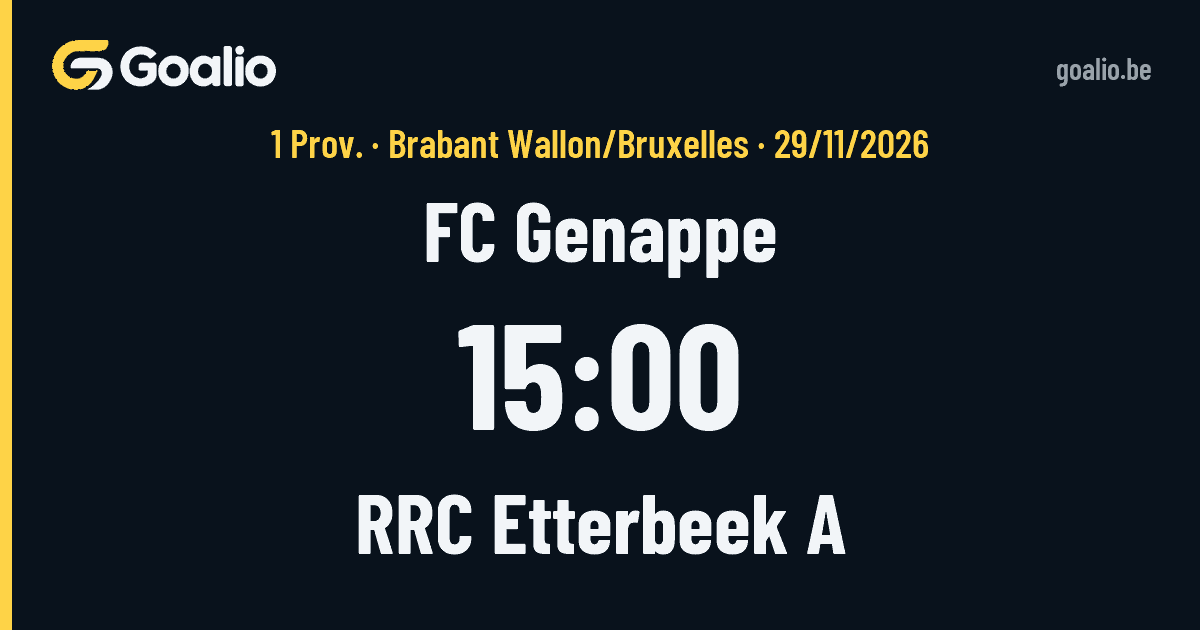 Goalio
goalio.be
1 Prov. · Brabant Wallon/Bruxelles · 29/11/2026
FC Genappe
15:00
RRC Etterbeek A